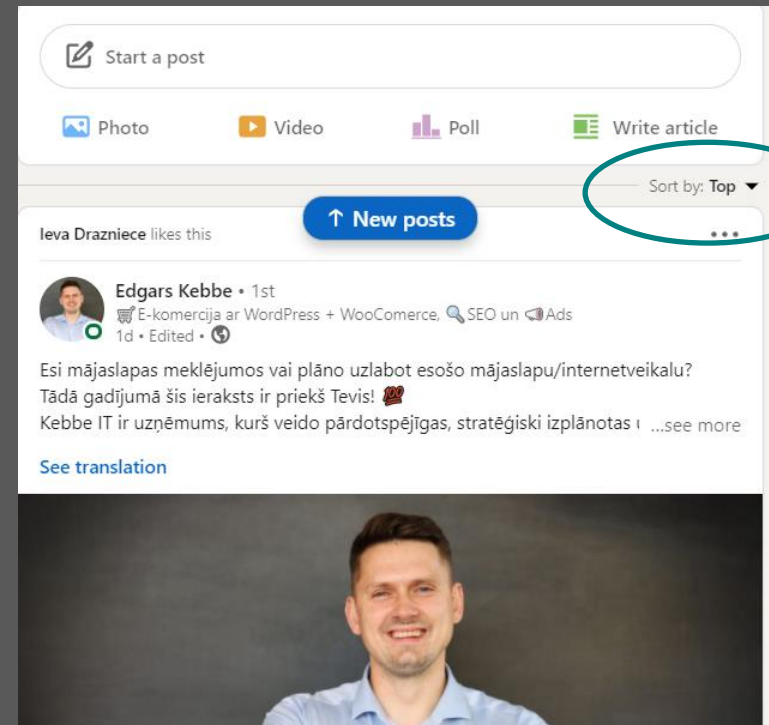 Start a post
Photo Video Poll Write article
Sort by: Top
↑ New posts
Ieva Drazniece likes this
Edgars Kebbe • 1st
🛒E-komercija ar WordPress + WooComerce, 🔍SEO un 📢Ads
1d • Edited •
Esi mājaslapas meklējumos vai plāno uzlabot esošo mājaslapu/internetveikalu?
Tādā gadījumā šis ieraksts ir priekš Tevis! 💯
Kebbe IT ir uzņēmums, kurš veido pārdotspējīgas, stratēģiski izplānotas ...see more
See translation